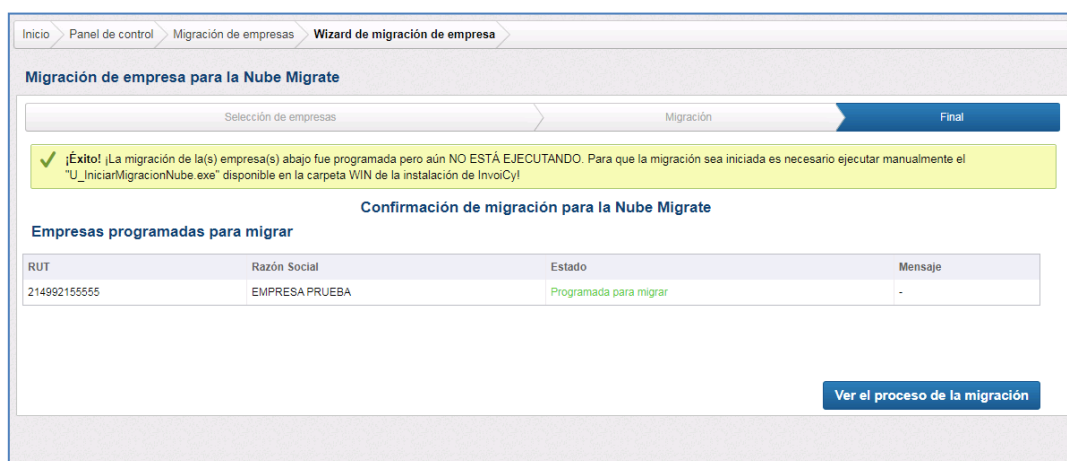 Inicio Panel de control Migración de empresas Wizard de migración de empresa
Migración de empresa para la Nube Migrate
Selección de empresas Migración Final
¡Éxito! ¡La migración de la(s) empresa(s) abajo fue programada pero aún NO ESTÁ EJECUTANDO. Para que la migración sea iniciada es necesario ejecutar manualmente el
"U_IniciarMigracionNube.exe" disponible en la carpeta WIN de la instalación de InvoiCy!
Confirmación de migración para la Nube Migrate
Empresas programadas para migrar
RUT Razón Social Estado Mensaje
214992155555 EMPRESA PRUEBA Programada para migrar -
Ver el proceso de la migración